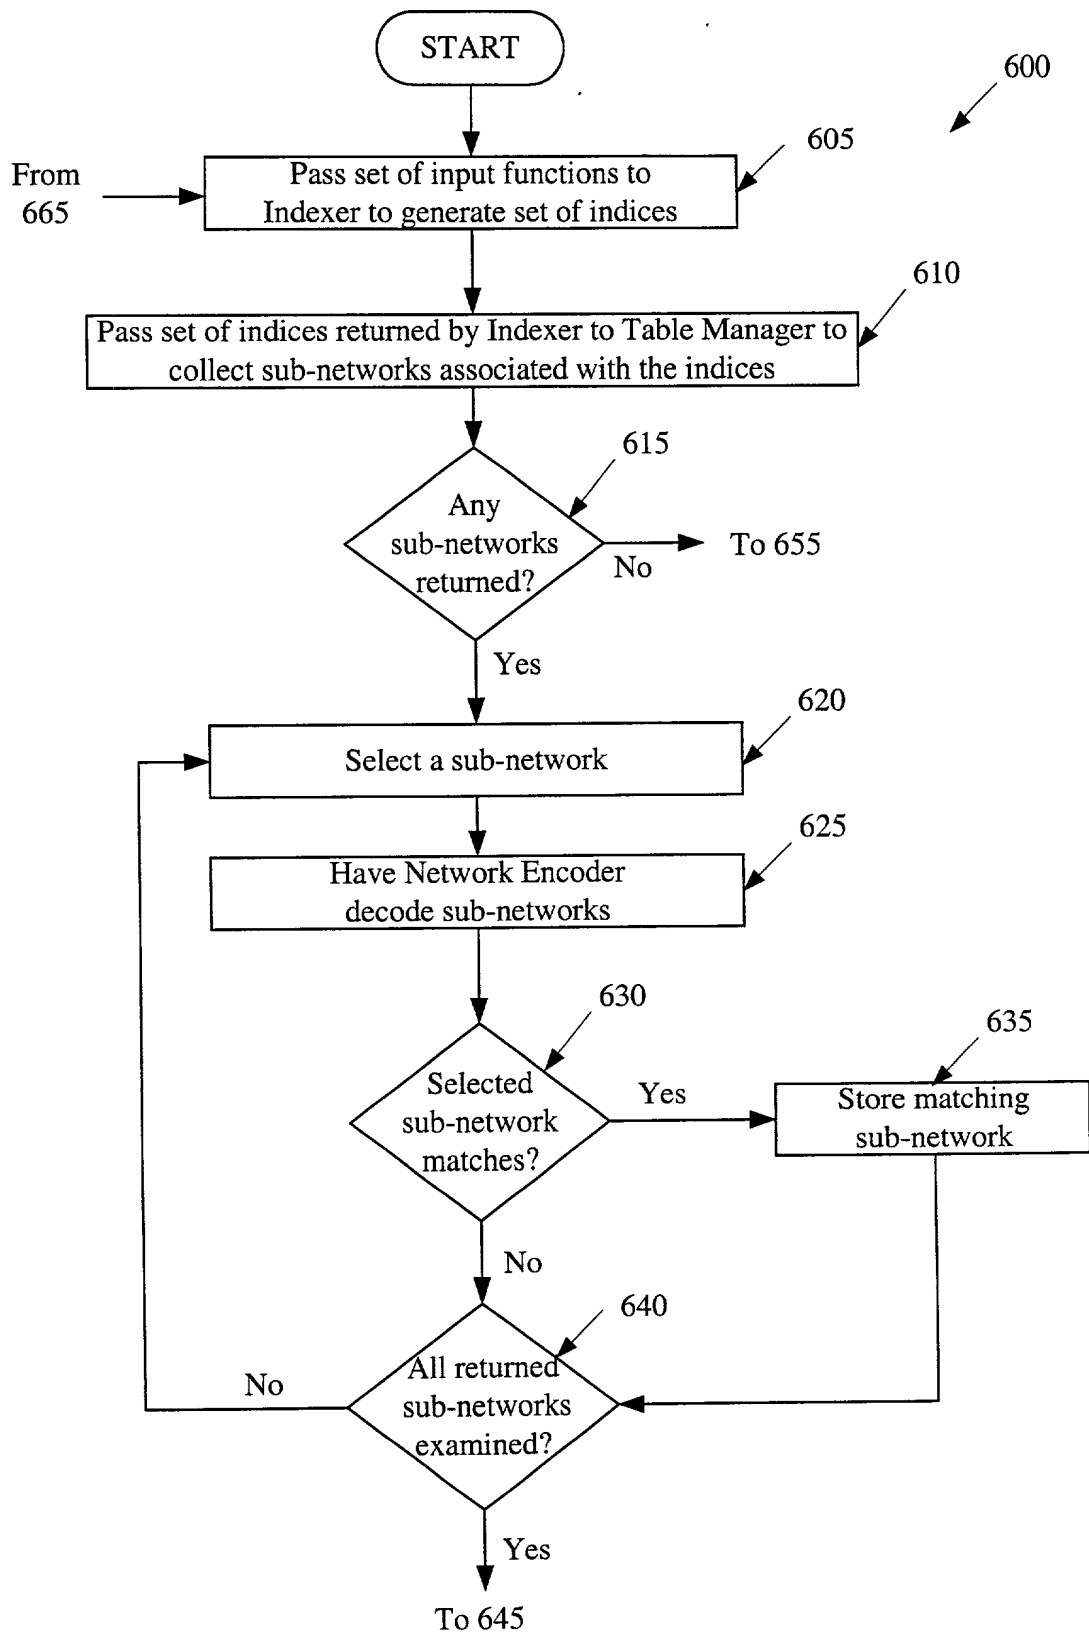 START
600
605
From
665
Pass set of input functions to
Indexer to generate set of indices
610
Pass set of indices returned by Indexer to Table Manager to
collect sub-networks associated with the indices
615
Any
sub-networks
returned?
No
To 655
Yes
620
Select a sub-network
625
Have Network Encoder
decode sub-networks
630
Selected
sub-network
matches?
Yes
635
Store matching
sub-network
No
640
All returned
sub-networks
examined?
No
Yes
To 645